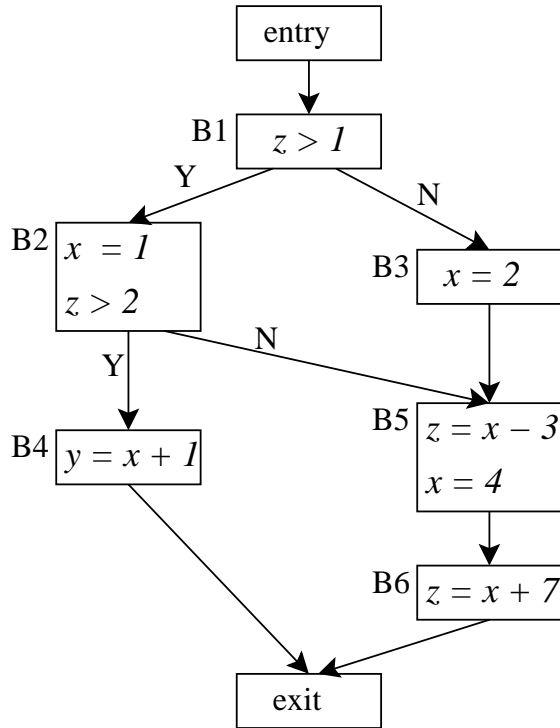 entry
B1
z > 1
Y
N
B2
x = 1
z > 2
B3
x = 2
Y
N
B4
y = x + 1
B5
z = x – 3
x = 4
B6
z = x + 7
exit